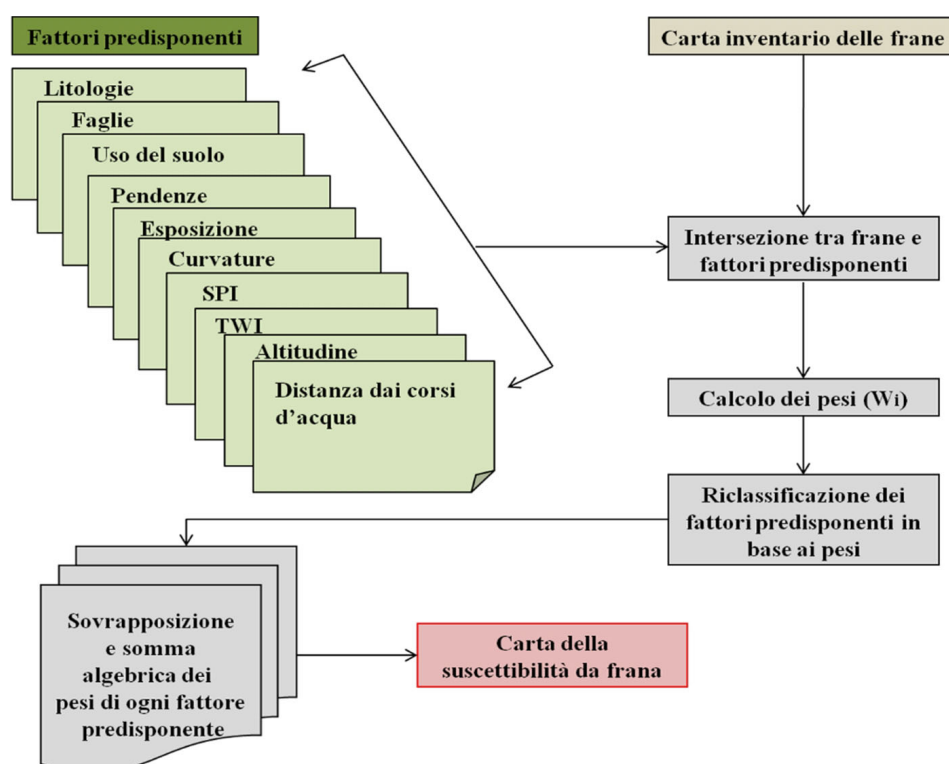 Fattori predisponenti
Litologie
Faglie
Uso del suolo
Pendenze
Esposizione
Curvature
SPI
TWI
Altitudine
Distanza dai corsi
d’acqua
Carta inventario delle frane
Intersezione tra frane e
fattori predisponenti
Calcolo dei pesi (Wi)
Riclassificazione dei
fattori predisponenti in
base ai pesi
Sovrapposizione
e somma
algebrica dei
pesi di ogni fattore
predisponente
Carta della
suscettibilità da frana